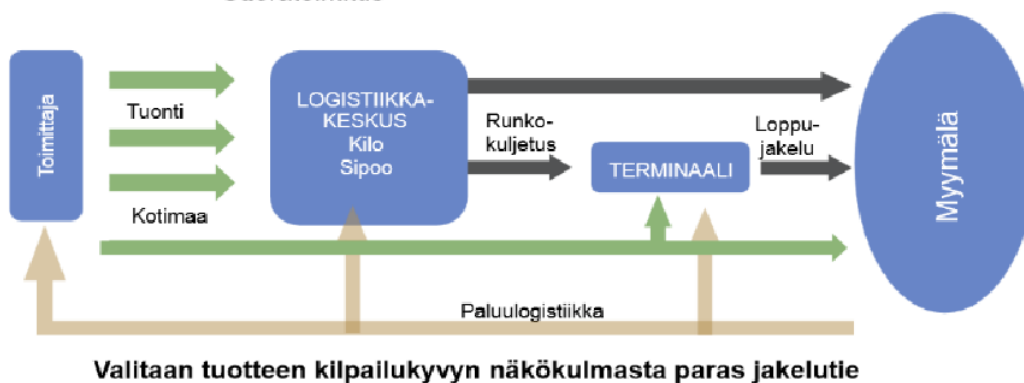 Toimittaja
Tuonti
Kotimaa
LOGISTIIKKA-
KESKUS
Kilo
Sipoo
Runko-
kuljetus
TERMINAALI
Loppu-
jakelu
Myymälä
Paluulogistiikka
Valitaan tuotteen kilpailukyvyn näkökulmasta paras jakelutie